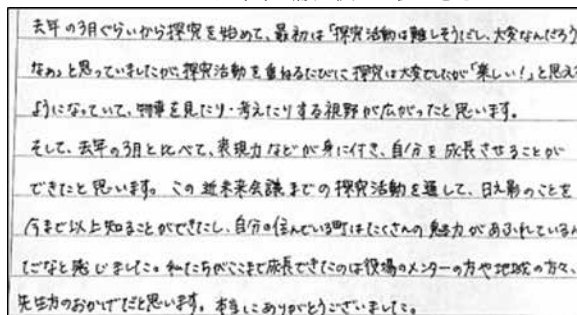 去年の3月ぐらいから探究を始めて、最初は「探究活動は難しそうだし、大変なんだろう
なぁ」と思っていましたが、探究活動を重ねるたびに探究は大変でしたが「楽しい!」と思える
ようになっていて、物事を見たり・考えたりする視野が広がったと思います。
そして、去年の3月と比べて、表現力などが身に付き、自分を成長させることが
できたと思います。この近未来会議までの探究活動を通して、日之影のことを
今まで以上知ることができたし、自分の住んでいる町はたくさんの魅力があふれている
だなと感じました。私たちがここまで成長できたのは役場のメンターの方や地域の方々、
先生方のおかげだと思います。本当にありがとうございました。